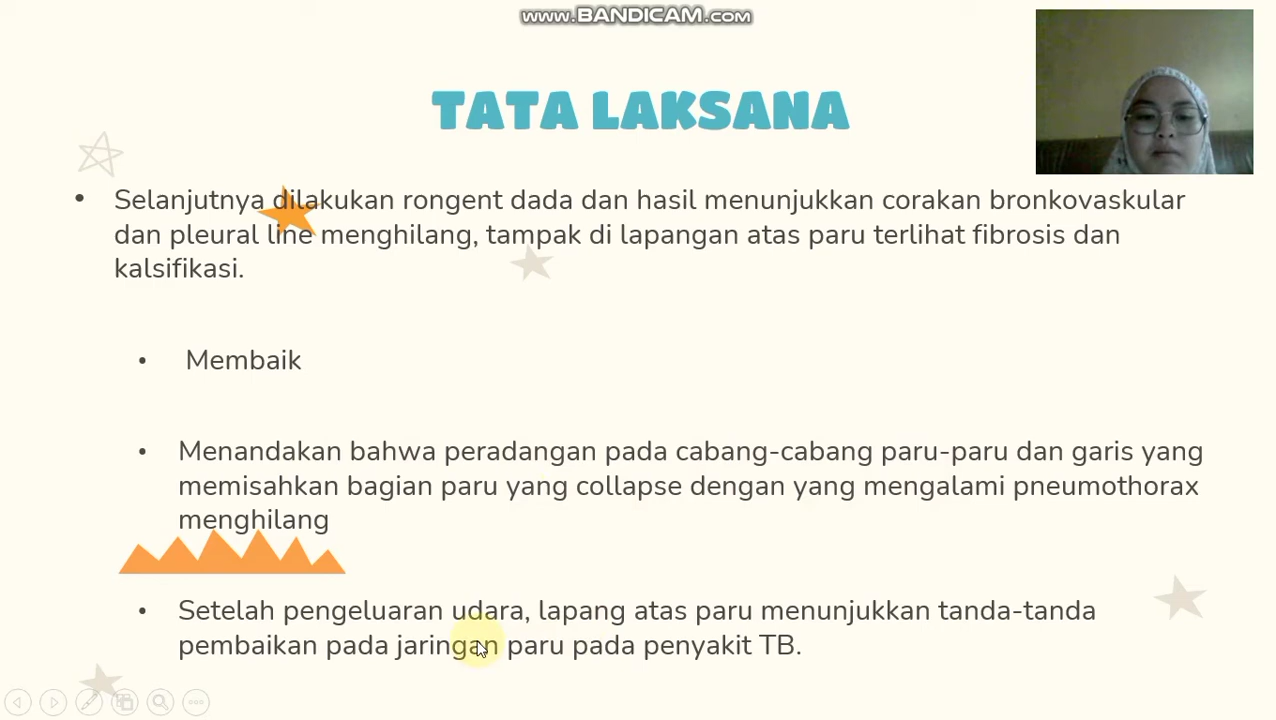 www.BANDICAM.com
TATA LAKSANA
• Selanjutnya dilakukan rongent dada dan hasil menunjukkan corakan bronkovaskular
dan pleural line menghilang, tampak di lapangan atas paru terlihat fibrosis dan
kalsifikasi.
• Membaik
• Menandakan bahwa peradangan pada cabang-cabang paru-paru dan garis yang
memisahkan bagian paru yang collapse dengan yang mengalami pneumothorax
menghilang
• Setelah pengeluaran udara, lapang atas paru menunjukkan tanda-tanda
pembaikan pada jaringan paru pada penyakit TB.